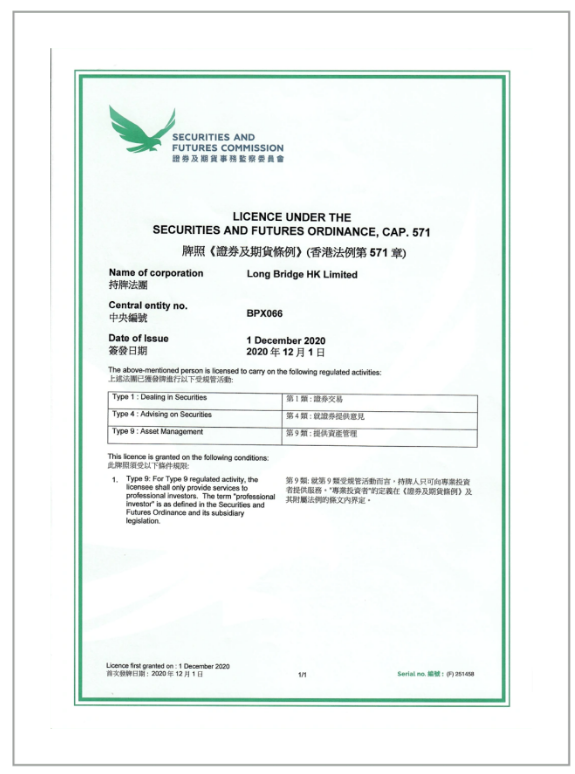 SECURITIES AND
FUTURES COMMISSION
證券及期貨事務監察委員會
LICENCE UNDER THE
SECURITIES AND FUTURES ORDINANCE, CAP. 571
牌照《證券及期貨條例》(香港法例第 571 章)
Name of corporation Long Bridge HK Limited
持牌法團
Central entity no. BPX066
中央編號
Date of Issue 1 December 2020
簽發日期 2020 年 12 月 1 日
The above-mentioned person is licensed to carry on the following regulated activities:
上述法團已獲發牌進行以下受規管活動:
Type 1 : Dealing in Securities 第 1 類 : 證券交易
Type 4 : Advising on Securities 第 4 類 : 就證券提供意見
Type 9 : Asset Management 第 9 類 : 提供資產管理
This licence is granted on the following conditions:
此牌照須受以下條件規限:
1. Type 9: For Type 9 regulated activity, the
licensee shall only provide services to
professional investors. The term "professional
investor" is as defined in the Securities and
Futures Ordinance and its subsidiary
legislation.
第 9 類: 就第 9 類受規管活動而言，持牌人只可向專業投資
者提供服務。"專業投資者"的定義在《證券及期貨條例》及
其附屬法例的條文內界定。
Licence first granted on : 1 December 2020
首次發牌日期 : 2020 年 12 月 1 日
1/1
Serial no. 編號 : (F) 251458